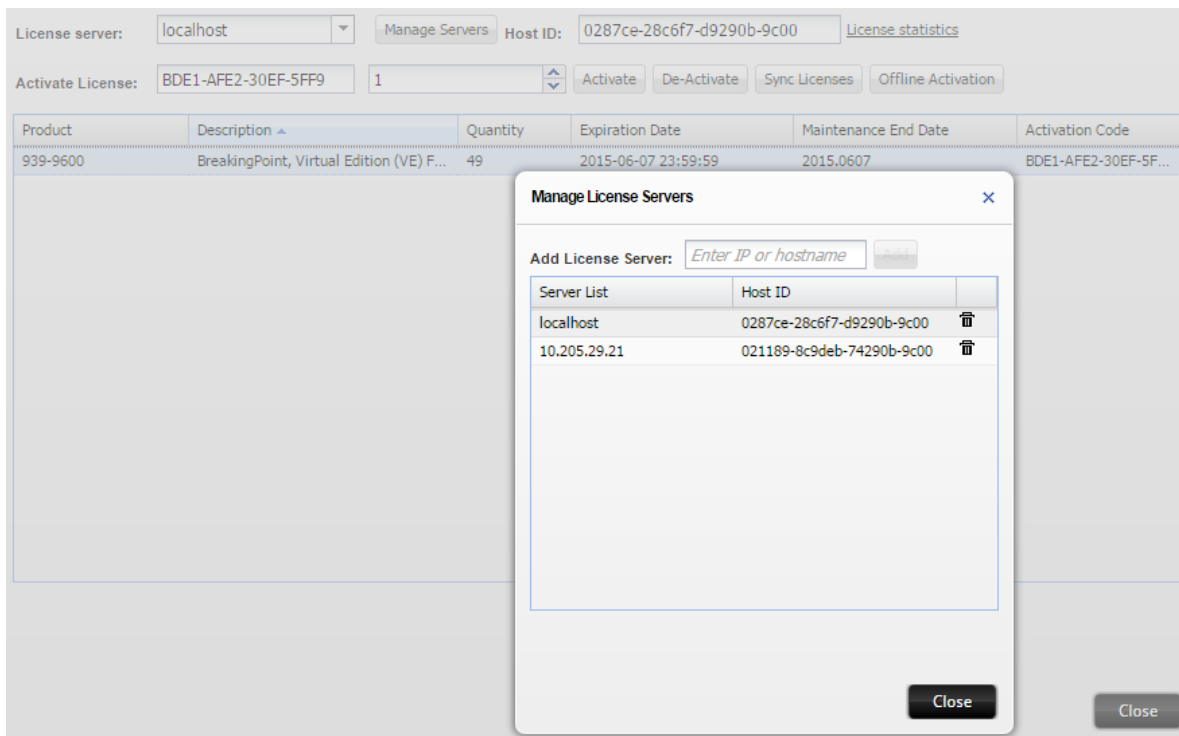 License server: localhost Manage Servers Host ID: 0287ce-28c6f7-d9290b-9c00 License statistics
Activate License: BDE1-AFE2-30EF-5FF9 1 Activate De-Activate Sync Licenses Offline Activation
Product Description Quantity Expiration Date Maintenance End Date Activation Code
939-9600 BreakingPoint, Virtual Edition (VE) F... 49 2015-06-07 23:59:59 2015.0607 BDE1-AFE2-30EF-5F...
Manage License Servers
Add License Server: Enter IP or hostname Add
Server List Host ID
localhost 0287ce-28c6f7-d9290b-9c00
10.205.29.21 021189-8c9deb-74290b-9c00
Close
Close